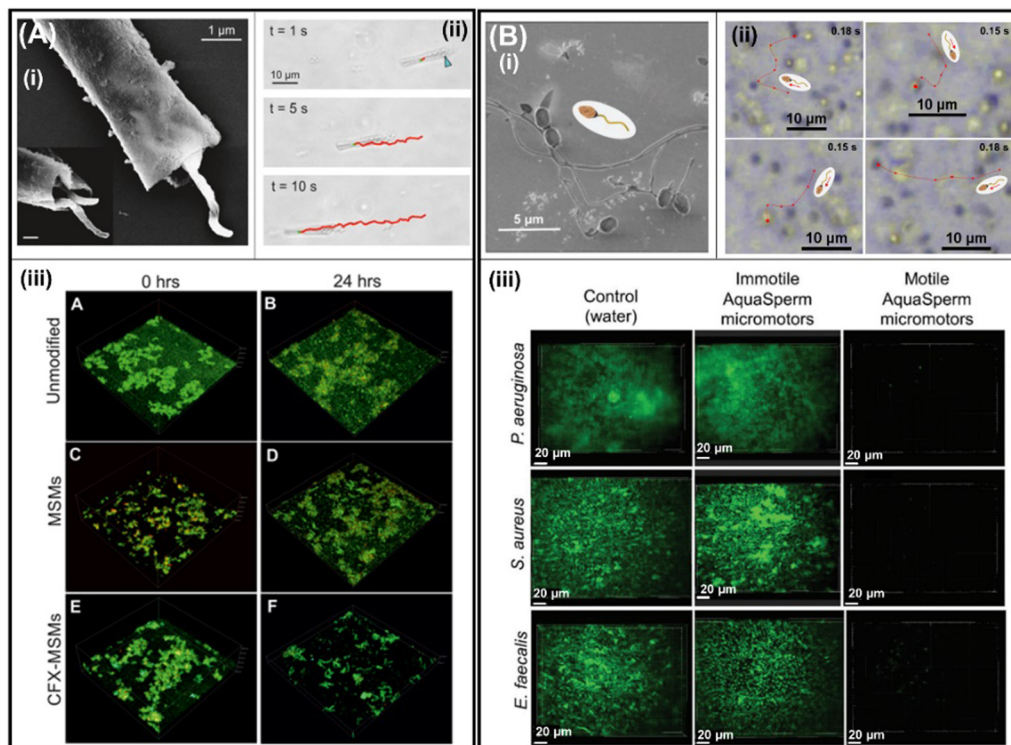 (A)
(i)
1 µm
(ii)
t = 1 s
10 µm
t = 5 s
t = 10 s
(iii)
0 hrs
24 hrs
Unmodified
A
B
MSMs
C
D
CFX-MSMs
E
F
(B)
(i)
5 µm
(ii)
0.18 s
10 µm
0.15 s
10 µm
0.15 s
10 µm
0.18 s
10 µm
(iii)
Control
(water)
Immotile
AquaSperm
micromotors
Motile
AquaSperm
micromotors
P. aeruginosa
20 µm
20 µm
20 µm
S. aureus
20 µm
20 µm
20 µm
E. faecalis
20 µm
20 µm
20 µm